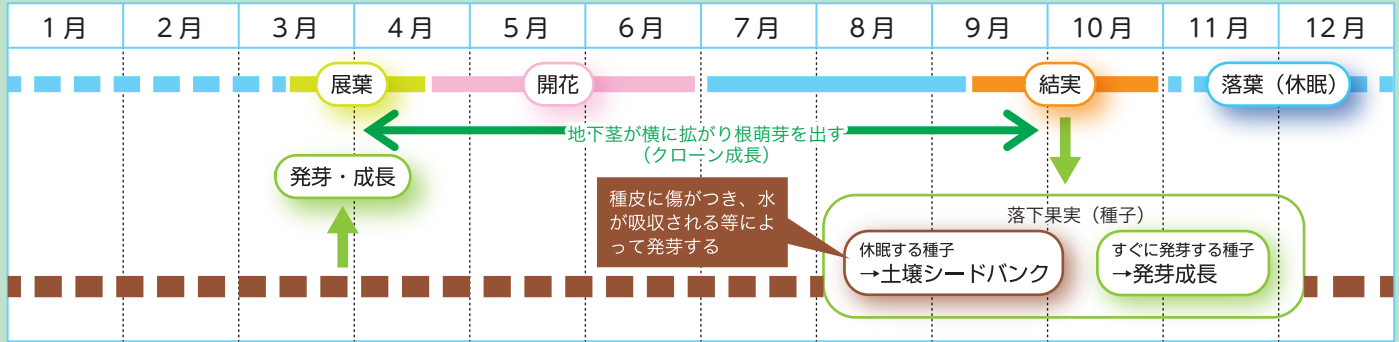 1月 2月 3月 4月 5月 6月 7月 8月 9月 10月 11月 12月
展葉
開花
結実
落葉（休眠）
地下茎が横に拡がり根萌芽を出す
（クローン成長）
発芽・成長
種皮に傷がつき、水
が吸収される等によ
って発芽する
落下果実（種子）
休眠する種子
→土壌シードバンク
すぐに発芽する種子
→発芽成長